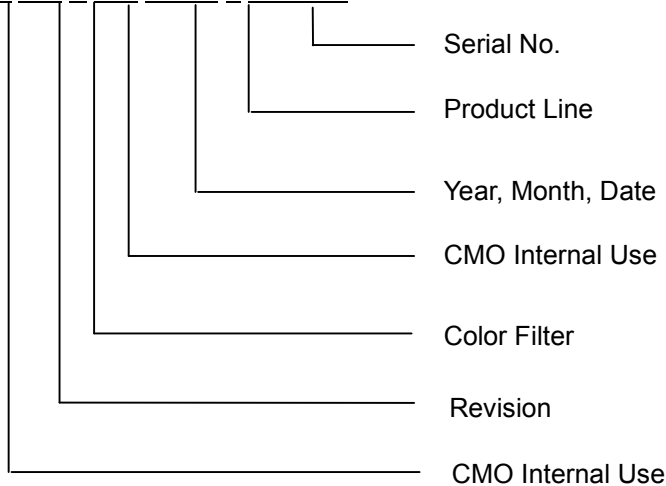 Serial No.
Product Line
Year, Month, Date
CMO Internal Use
Color Filter
Revision
CMO Internal Use